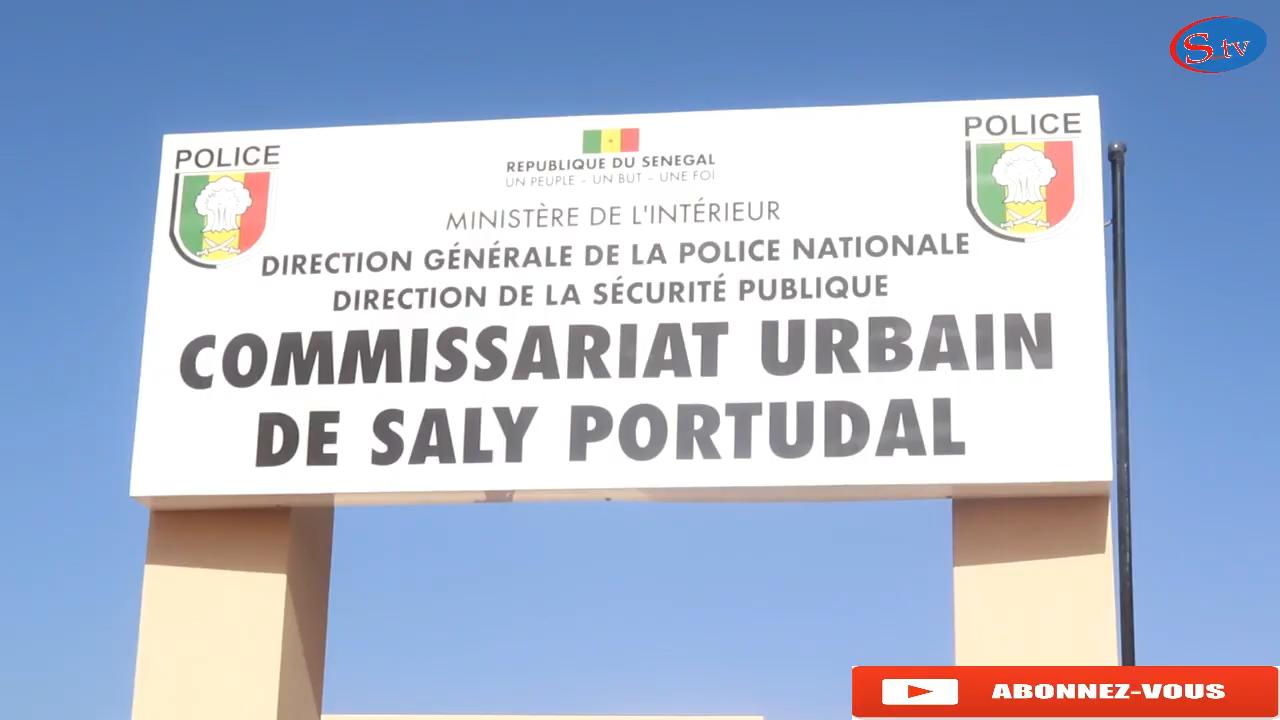 S tv
POLICE
POLICE
REPUBLIQUE DU SENEGAL
UN PEUPLE - UN BUT - UNE FOI
MINISTÈRE DE L'INTÉRIEUR
DIRECTION GÉNÉRALE DE LA POLICE NATIONALE
DIRECTION DE LA SÉCURITÉ PUBLIQUE
COMMISSARIAT URBAIN
DE SALY PORTUDAL
ABONNEZ-VOUS